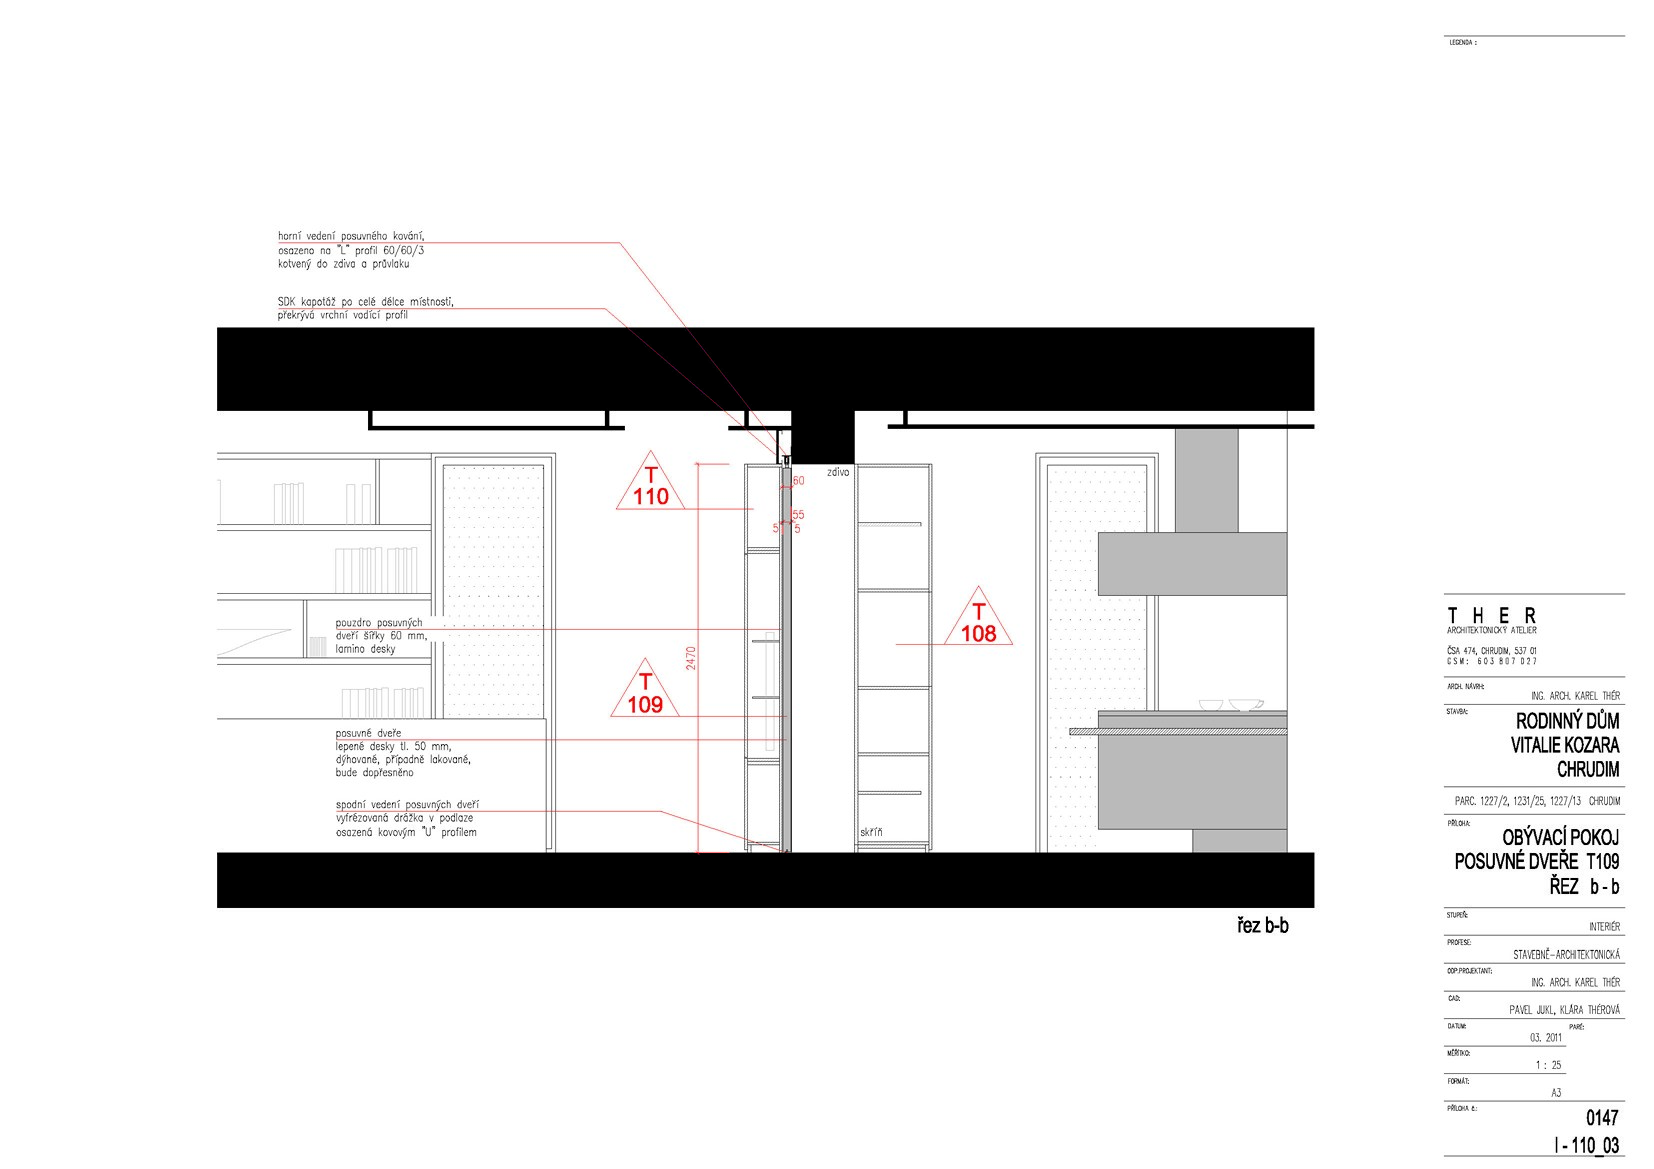 LEGENDA :
horní vedení posuvného kování,
osazeno na "L" profil 60/60/3
kotvený do zdiva a průvlaku
SDK kapotáž po celé délce místnosti,
překrývá vrchní vodící profil
zdivo
T
110
60
55
5
5
T
108
pouzdro posuvných
dveří šířky 60 mm,
lamino desky
2470
T
109
posuvné dveře
lepené desky tl. 50 mm,
dýhované, případně lakované,
bude dopřesněno
spodní vedení posuvných dveří
vyfrézovaná drážka v podlaze
osazená kovovým "U" profilem
skříň
řez b-b
THER
ARCHITEKTONICKÝ ATELIER
ČSA 474, CHRUDIM, 537 01
GSM: 603 807 027
ARCH. NÁVRH:
ING. ARCH. KAREL THÉR
STAVBA:
RODINNÝ DŮM
VITALIE KOZARA
CHRUDIM
PARC. 1227/2, 1231/25, 1227/13 CHRUDIM
PŘÍLOHA:
OBÝVACÍ POKOJ
POSUVNÉ DVEŘE T109
ŘEZ b - b
STUPEŇ:
INTERIÉR
PROFESE:
STAVEBNĚ-ARCHITEKTONICKÁ
ODP.PROJEKTANT:
ING. ARCH. KAREL THÉR
CAD:
PAVEL JUKL, KLÁRA THÉROVÁ
DATUM:
PARÉ:
03. 2011
MĚŘÍTKO:
1 : 25
FORMÁT:
A3
PŘÍLOHA č.:
0147
I - 110_03